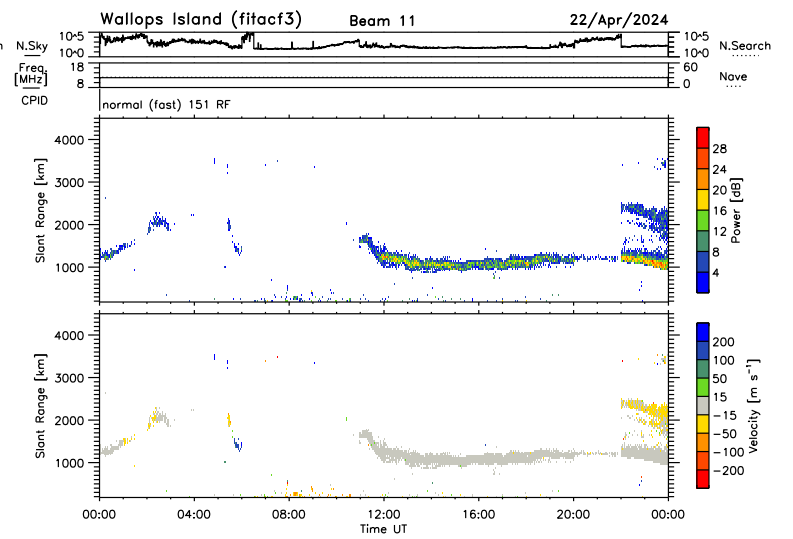 Wallops Island (fitacf3) Beam 11 22/Apr/2024
n N.Sky 10^5 10^0 10^5 10^0 N.Search
Freq. [MHz] 18 8 60 0 Nave
CPID normal (fast) 151 RF
Slant Range [km] 4000 3000 2000 1000
28 24 20 16 12 8 4 Power [dB]
Slant Range [km] 4000 3000 2000 1000
200 100 50 15 -15 -50 -100 -200 Velocity [m s⁻¹]
00:00 04:00 08:00 12:00 16:00 20:00 00:00
Time UT